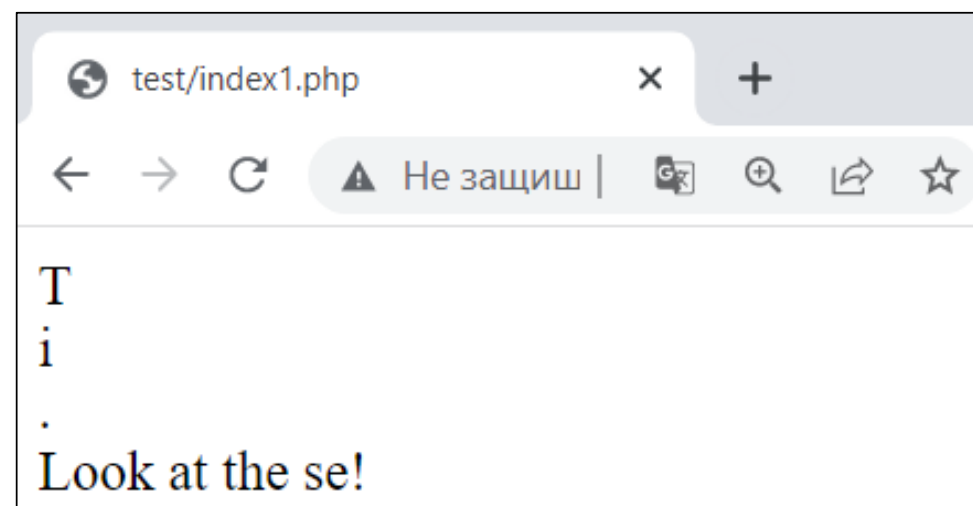 test/index1.php
Не защиш
T
i
.
Look at the se!